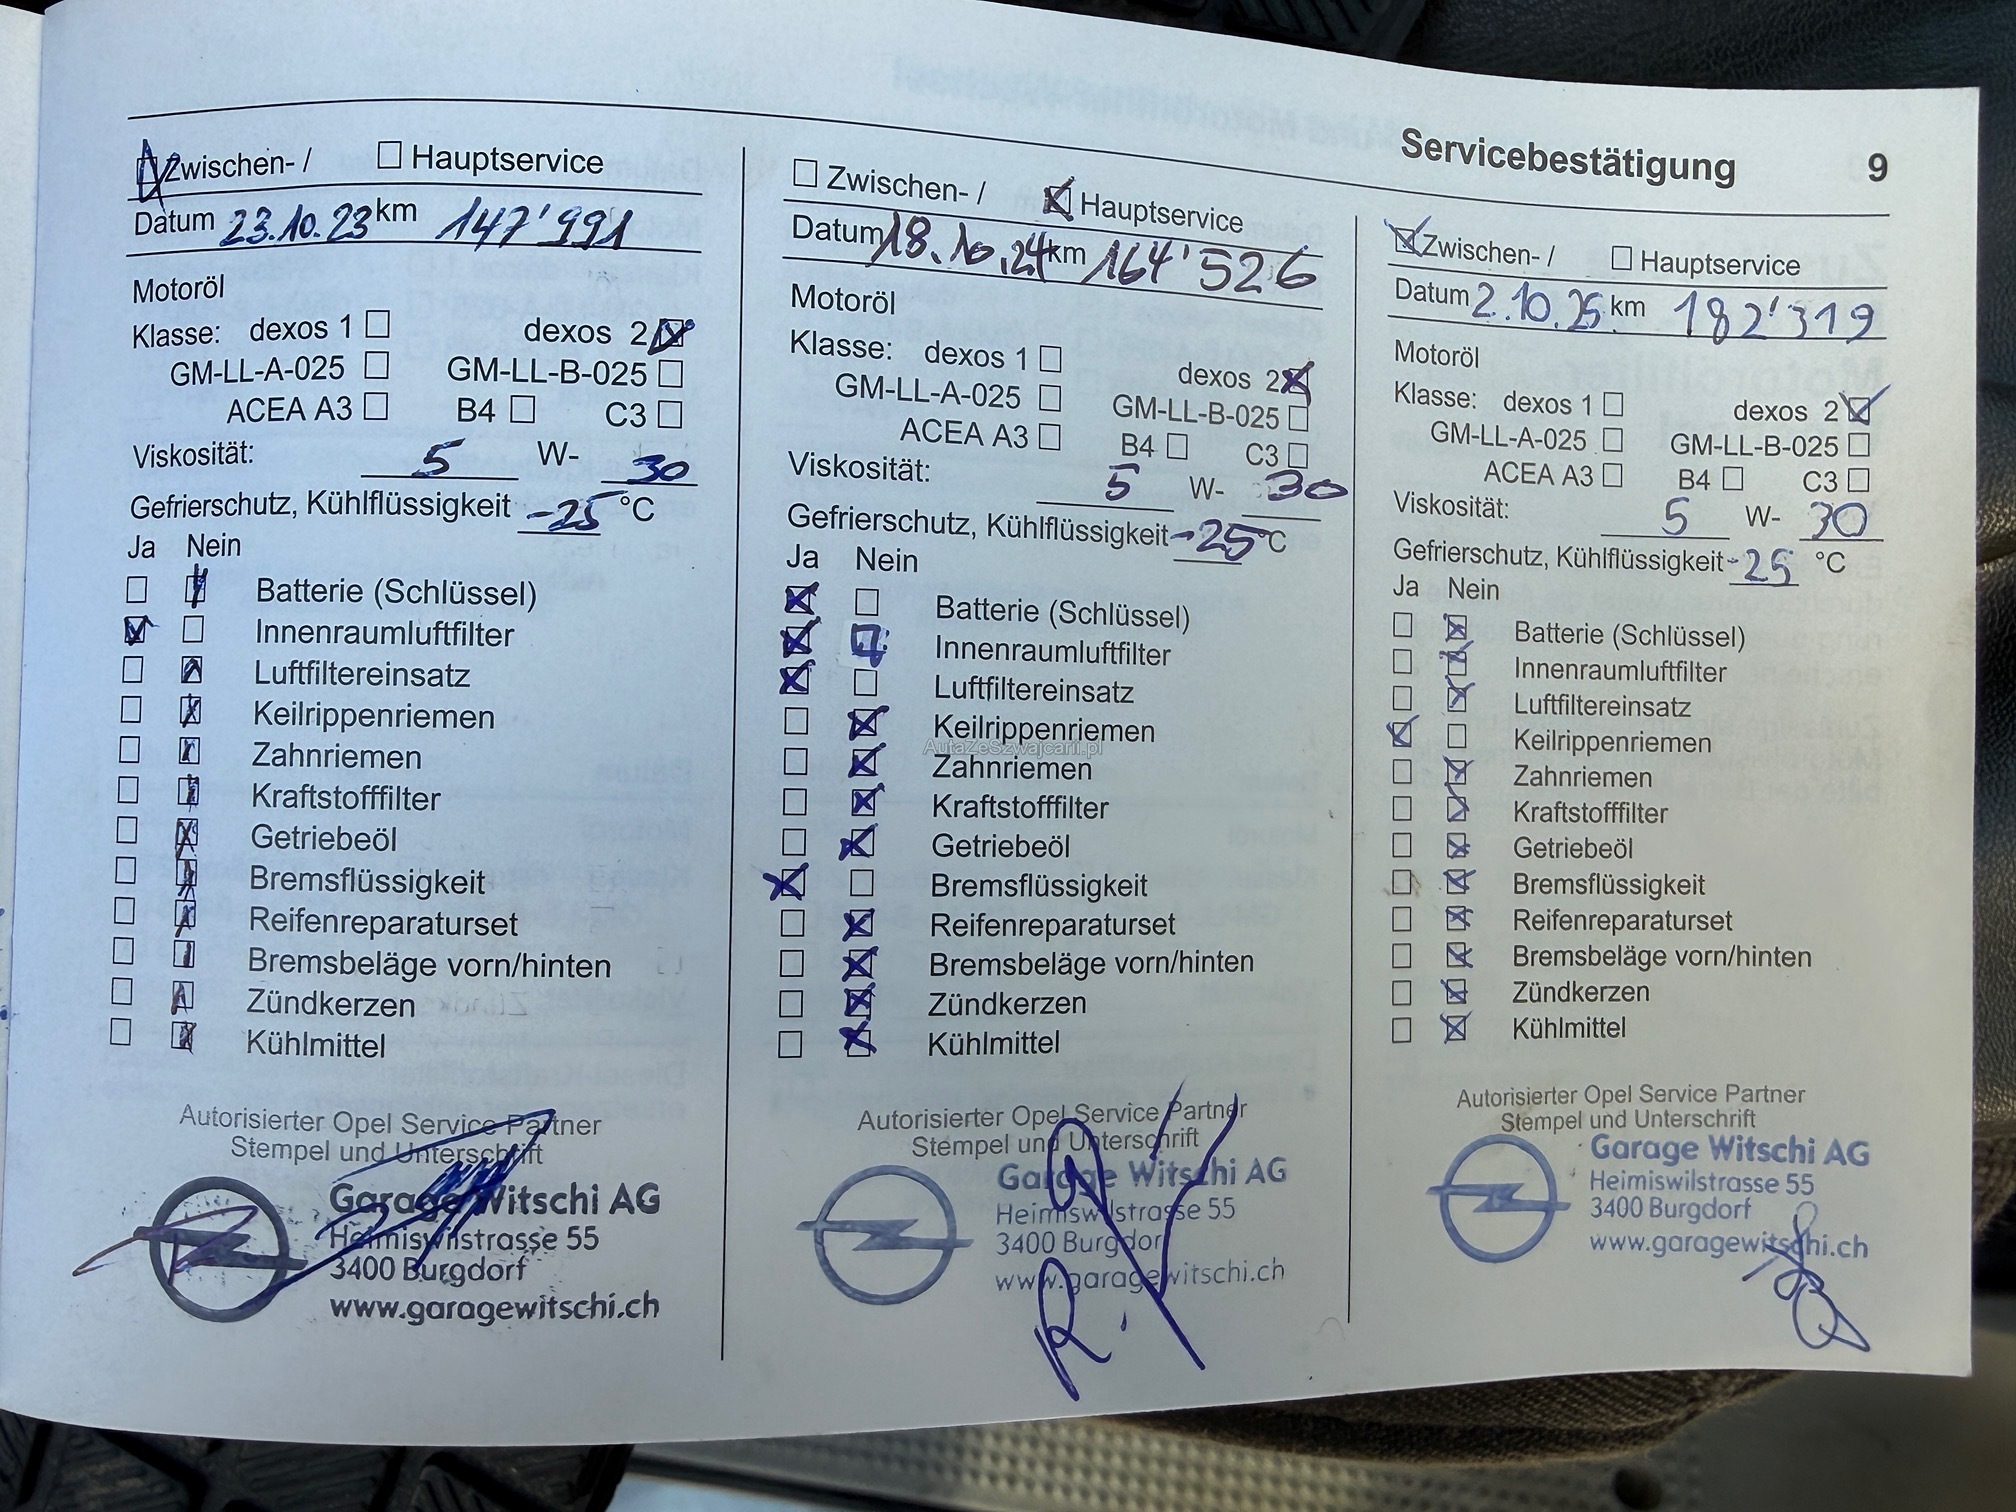 Servicebestätigung 9
Zwischen- / Hauptservice
Datum 23.10.23 km 147'991
Motoröl
Klasse: dexos 1 dexos 2
GM-LL-A-025 GM-LL-B-025
ACEA A3 B4 C3
Viskosität: 5 W- 30
Gefrierschutz, Kühlflüssigkeit -25 °C
Ja Nein
Batterie (Schlüssel)
Innenraumluftfilter
Luftfiltereinsatz
Keilrippenriemen
Zahnriemen
Kraftstofffilter
Getriebeöl
Bremsflüssigkeit
Reifenreparaturset
Bremsbeläge vorn/hinten
Zündkerzen
Kühlmittel
Autorisierter Opel Service Partner
Stempel und Unterschrift
Garage Witschi AG
Heimiswilstrasse 55
3400 Burgdorf
www.garagewitschi.ch
Zwischen- / Hauptservice
Datum 18.10.24 km 164'526
Motoröl
Klasse: dexos 1 dexos 2
GM-LL-A-025 GM-LL-B-025
ACEA A3 B4 C3
Viskosität: 5 W- 30
Gefrierschutz, Kühlflüssigkeit -25 °C
Ja Nein
Batterie (Schlüssel)
Innenraumluftfilter
Luftfiltereinsatz
Keilrippenriemen
AutaZeSzwajcarii.pl
Zahnriemen
Kraftstofffilter
Getriebeöl
Bremsflüssigkeit
Reifenreparaturset
Bremsbeläge vorn/hinten
Zündkerzen
Kühlmittel
Autorisierter Opel Service Partner
Stempel und Unterschrift
Garage Witschi AG
Heimiswilstrasse 55
3400 Burgdorf
www.garagewitschi.ch
Zwischen- / Hauptservice
Datum 2.10.25 km 182'319
Motoröl
Klasse: dexos 1 dexos 2
GM-LL-A-025 GM-LL-B-025
ACEA A3 B4 C3
Viskosität: 5 W- 30
Gefrierschutz, Kühlflüssigkeit -25 °C
Ja Nein
Batterie (Schlüssel)
Innenraumluftfilter
Luftfiltereinsatz
Keilrippenriemen
Zahnriemen
Kraftstofffilter
Getriebeöl
Bremsflüssigkeit
Reifenreparaturset
Bremsbeläge vorn/hinten
Zündkerzen
Kühlmittel
Autorisierter Opel Service Partner
Stempel und Unterschrift
Garage Witschi AG
Heimiswilstrasse 55
3400 Burgdorf
www.garagewitschi.ch